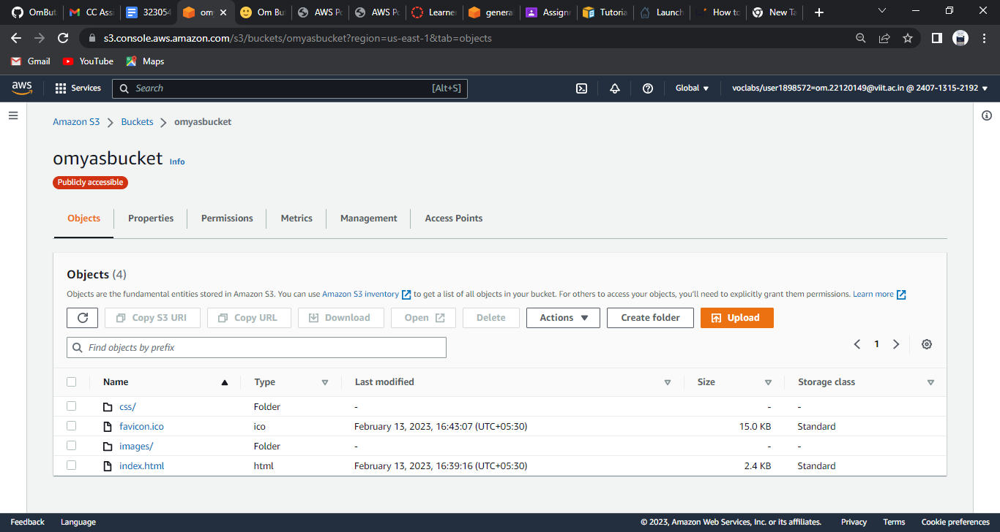 OmBut
CC Assi
32305
om
Om Bu
AWS Po
AWS Po
Learner
genera
Assignm
Tutoria
Launch
How to
New Ta
s3.console.aws.amazon.com/s3/buckets/omyasbucket?region=us-east-1&tab=objects
Gmail YouTube Maps
aws Services Search [Alt+S] Global voclabs/user1898572=om.22120149@viit.ac.in @ 2407-1315-2192
Amazon S3 Buckets omyasbucket
omyasbucket Info
Publicly accessible
Objects Properties Permissions Metrics Management Access Points
Objects (4)
Objects are the fundamental entities stored in Amazon S3. You can use Amazon S3 inventory to get a list of all objects in your bucket. For others to access your objects, you'll need to explicitly grant them permissions. Learn more
Copy S3 URI Copy URL Download Open Delete Actions Create folder Upload
Find objects by prefix 1
Name Type Last modified Size Storage class
css/ Folder - - -
favicon.ico ico February 13, 2023, 16:43:07 (UTC+05:30) 15.0 KB Standard
images/ Folder - - -
index.html html February 13, 2023, 16:39:16 (UTC+05:30) 2.4 KB Standard
Feedback Language © 2023, Amazon Web Services, Inc. or its affiliates. Privacy Terms Cookie preferences